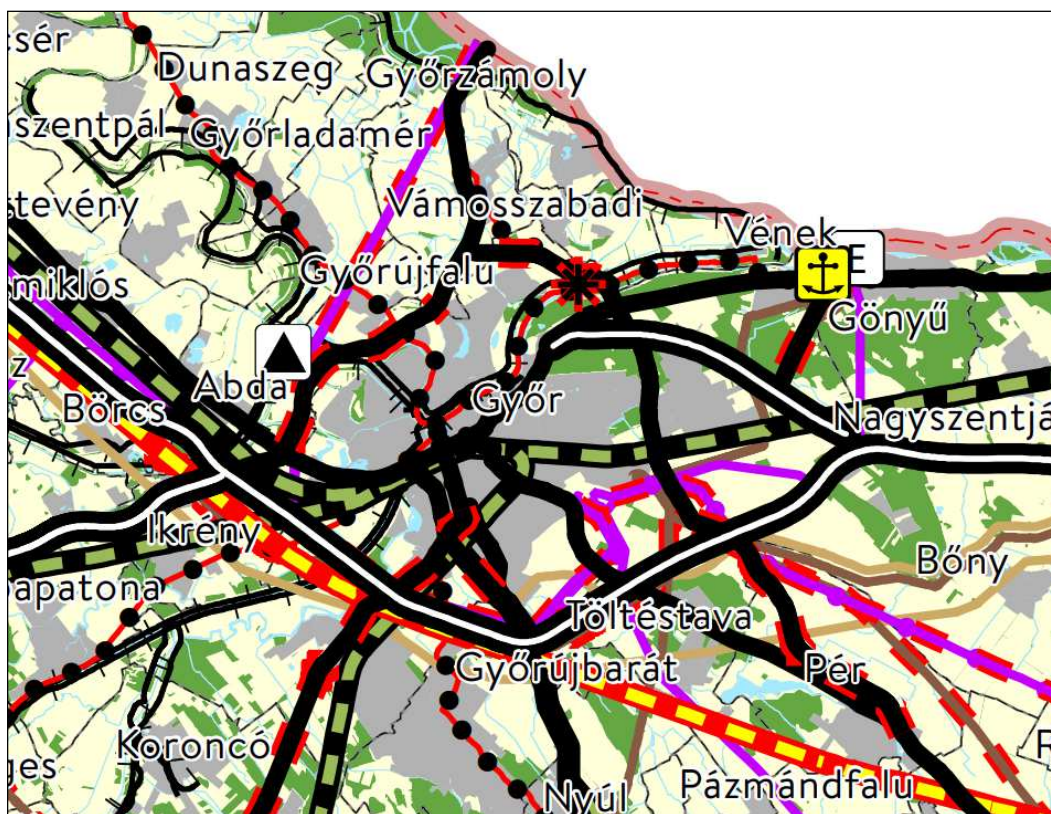 csér
Dunaszeg
Győrzámoly
szentpál
Győrladamér
stevény
Vámosszabadi
Vének
E
miklós
Győrújfalu
Gönyű
z
Abda
Börcs
Győr
Nagyszentjá
Ikrény
Bőny
papatona
Töltéstava
Győrújbarát
Pér
Koroncó
R
ges
Pázmándfalu
Nyúl